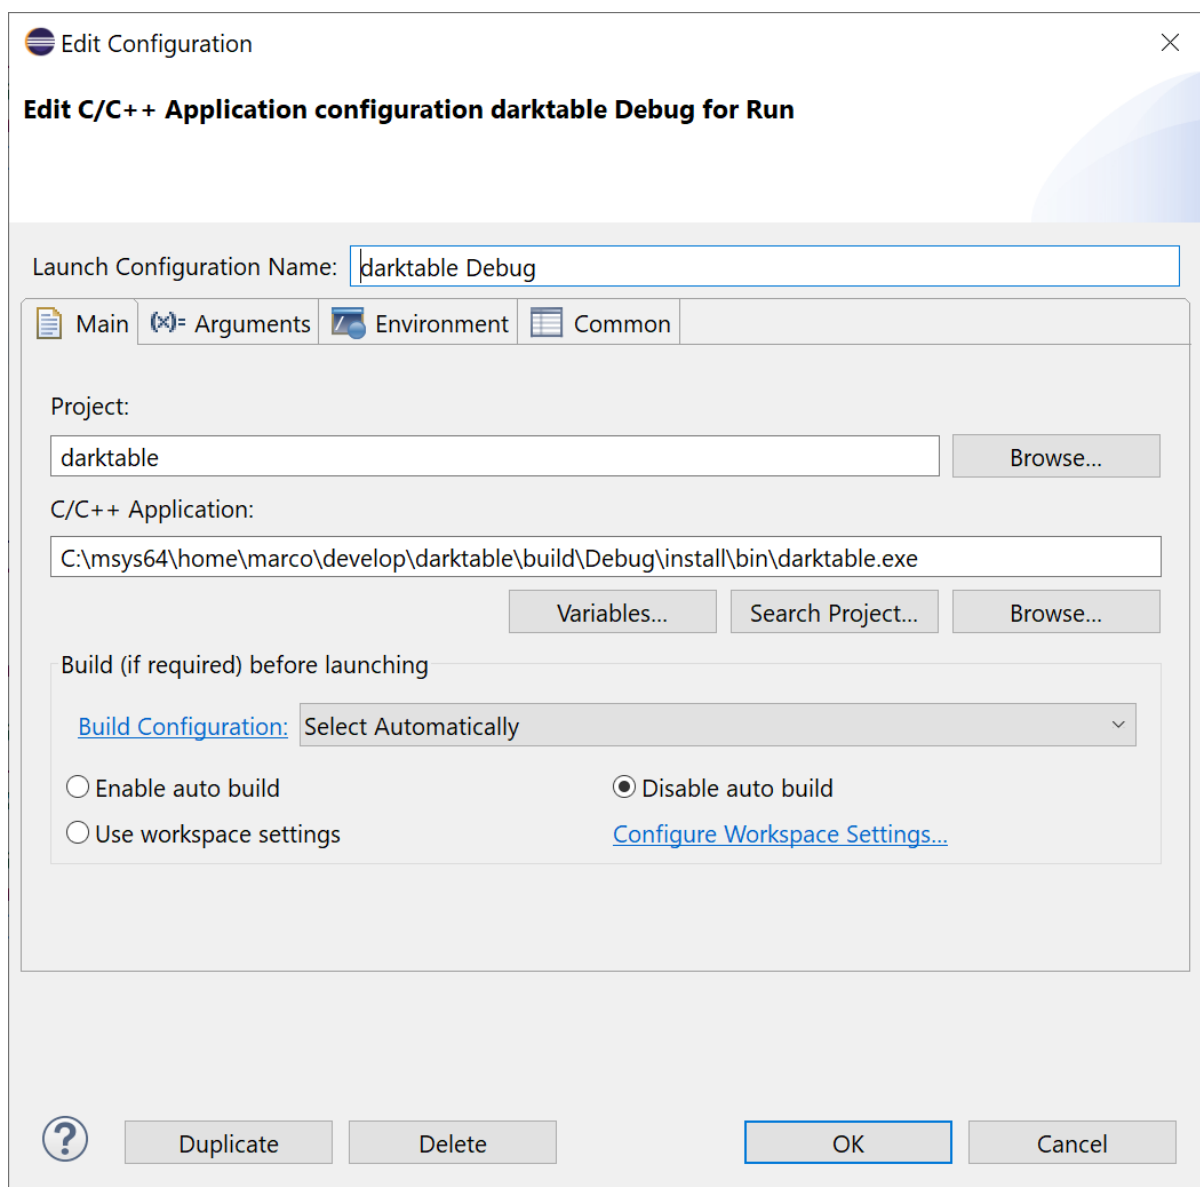 Edit Configuration
Edit C/C++ Application configuration darktable Debug for Run
Launch Configuration Name: darktable Debug
Main (x)= Arguments Environment Common
Project:
darktable Browse...
C/C++ Application:
C:\msys64\home\marco\develop\darktable\build\Debug\install\bin\darktable.exe
Variables... Search Project... Browse...
Build (if required) before launching
Build Configuration: Select Automatically
Enable auto build Disable auto build
Use workspace settings Configure Workspace Settings...
? Duplicate Delete OK Cancel